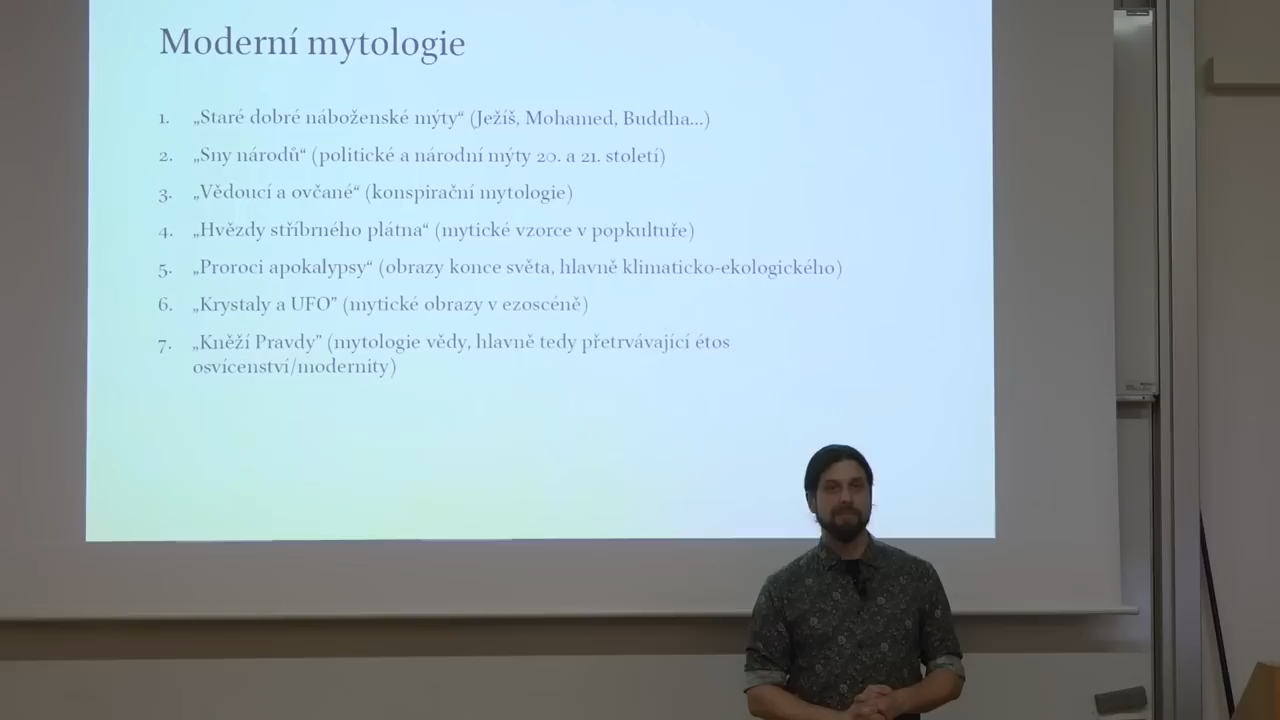 Moderní mytologie
1. „Staré dobré náboženské mýty“ (Ježíš, Mohamed, Buddha...)
2. „Sny národů“ (politické a národní mýty 20. a 21. století)
3. „Vědoucí a ovčané“ (konspirační mytologie)
4. „Hvězdy stříbrného plátna“ (mytické vzorce v popkultuře)
5. „Proroci apokalypsy“ (obrazy konce světa, hlavně klimaticko-ekologického)
6. „Krystaly a UFO” (mytické obrazy v ezoscéně)
7. „Kněží Pravdy” (mytologie vědy, hlavně tedy přetrvávající étos
osvícenství/modernity)